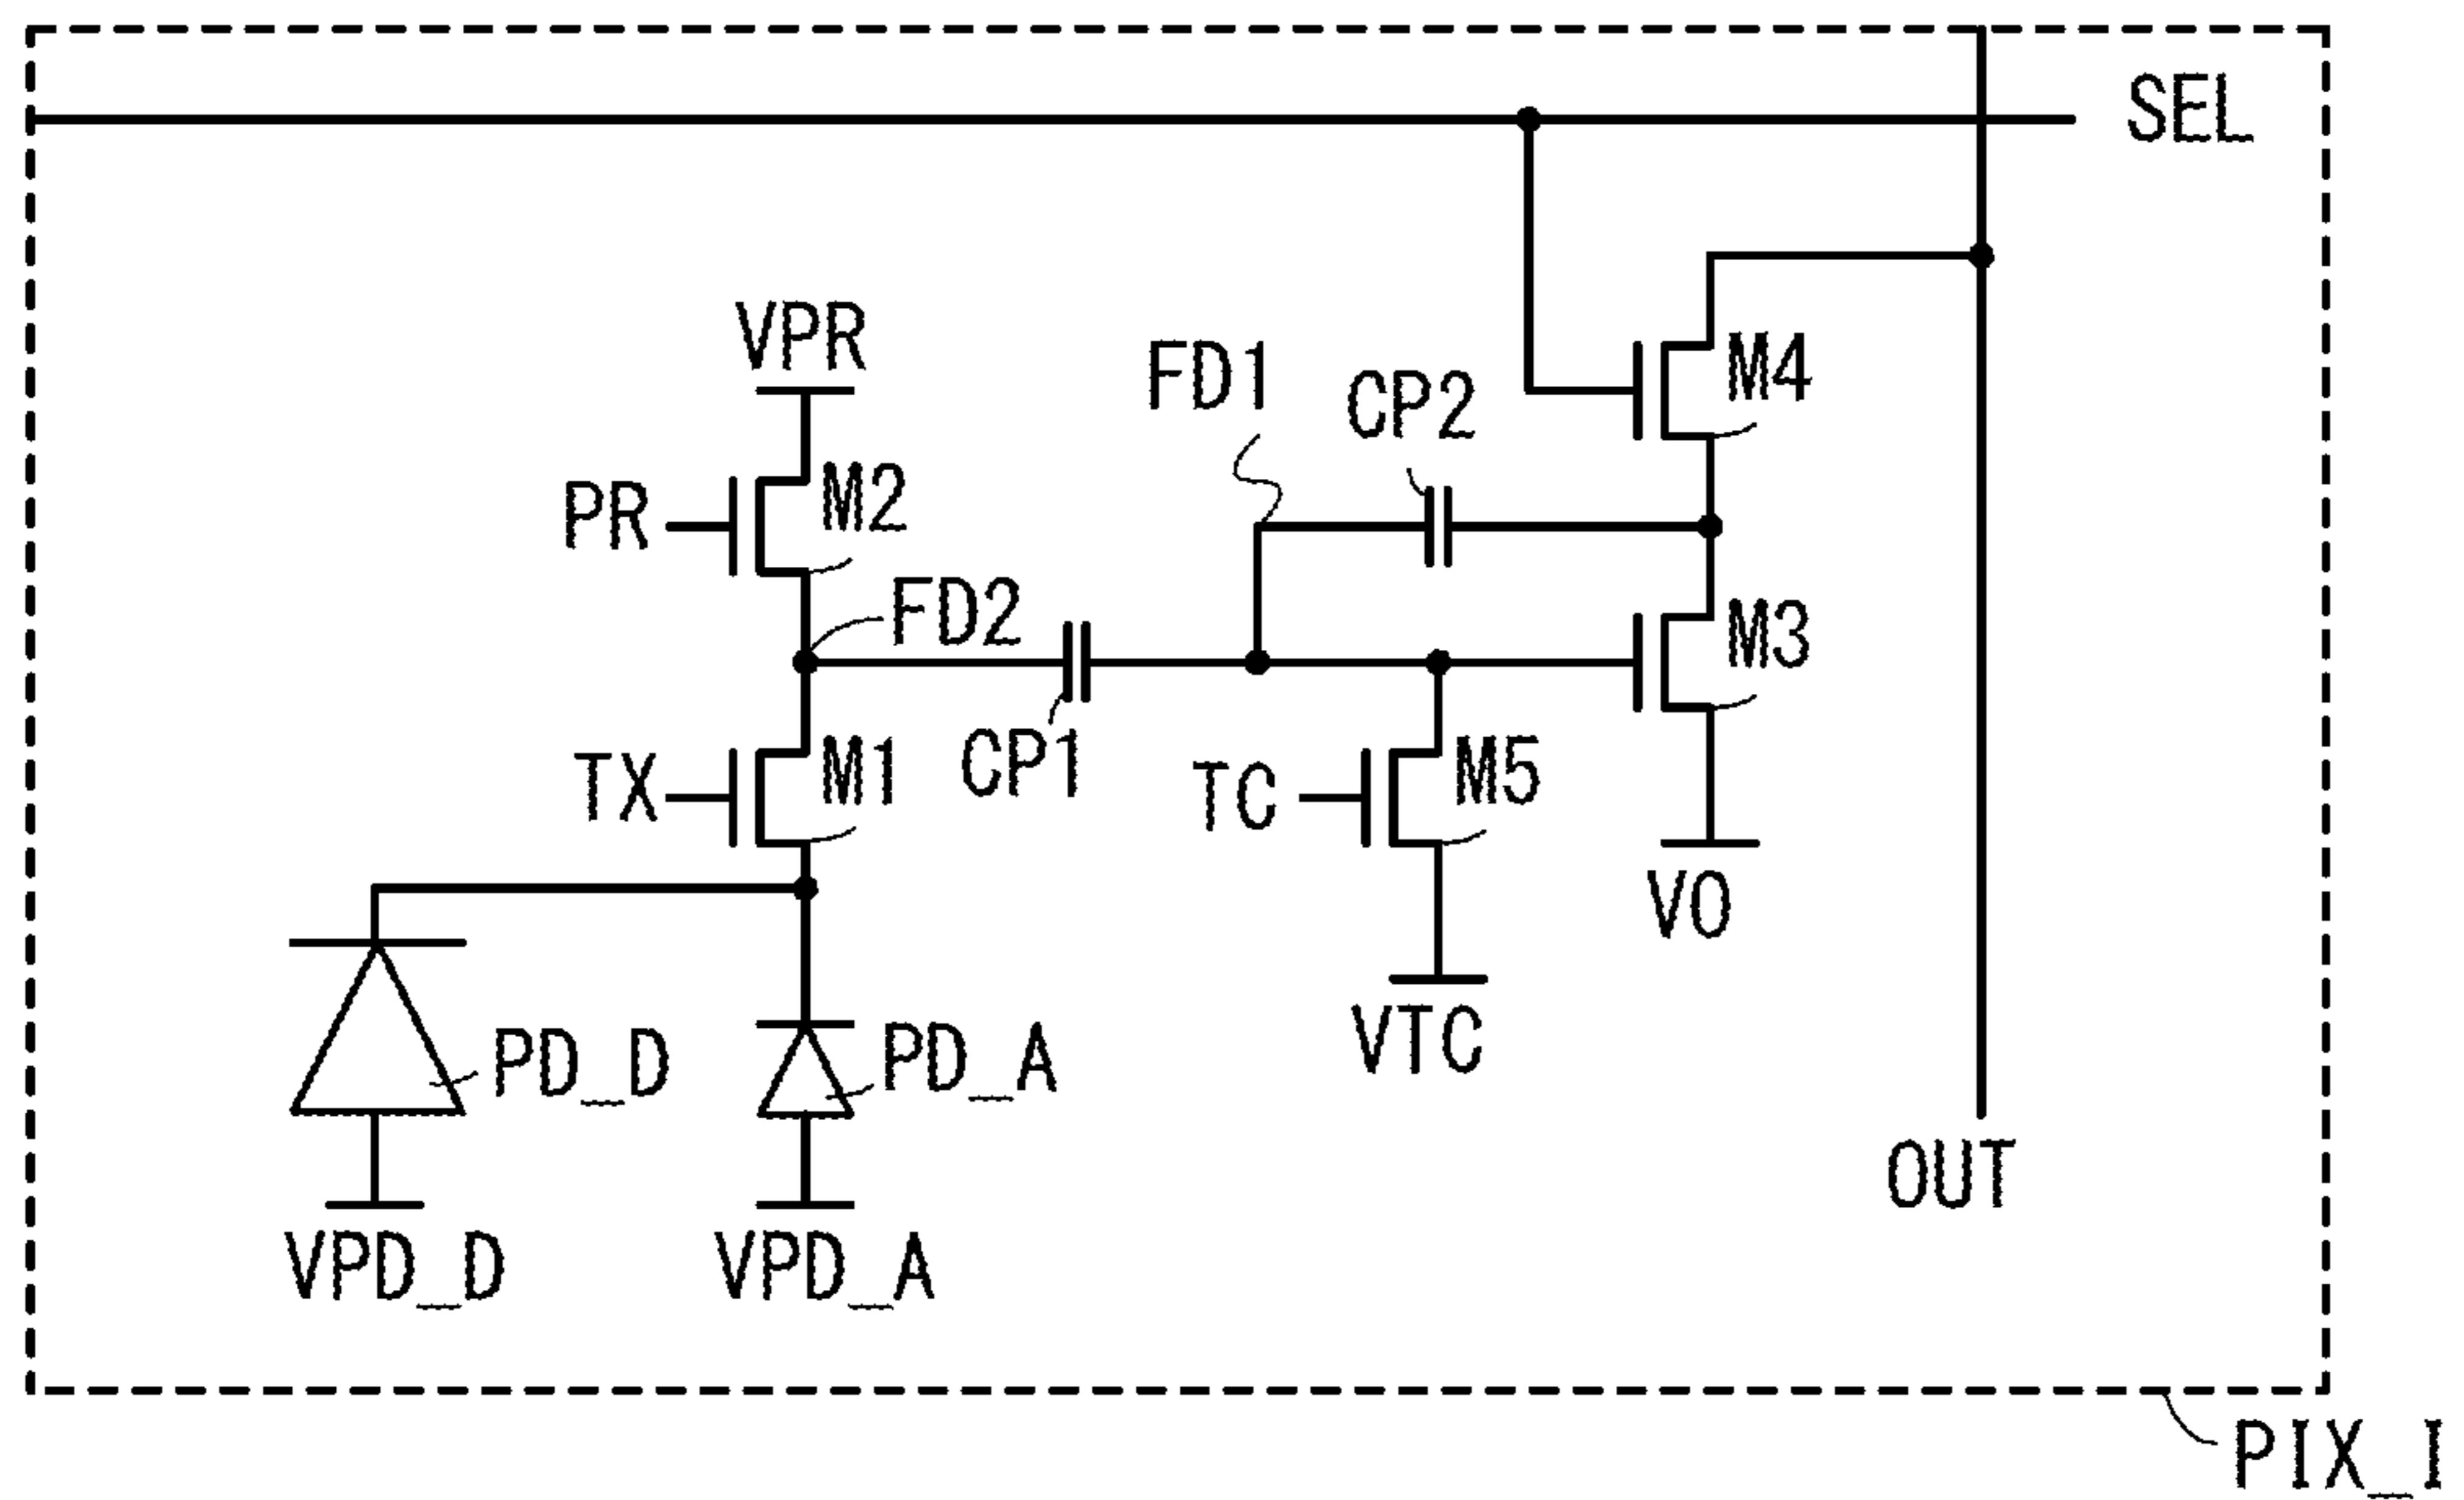 SEL
VPR
FD1
CP2
M4
PR
M2
FD2
M3
TX
M1
CP1
TC
M5
VO
PD_D
PD_A
VTC
OUT
VPD_D
VPD_A
PIX_I